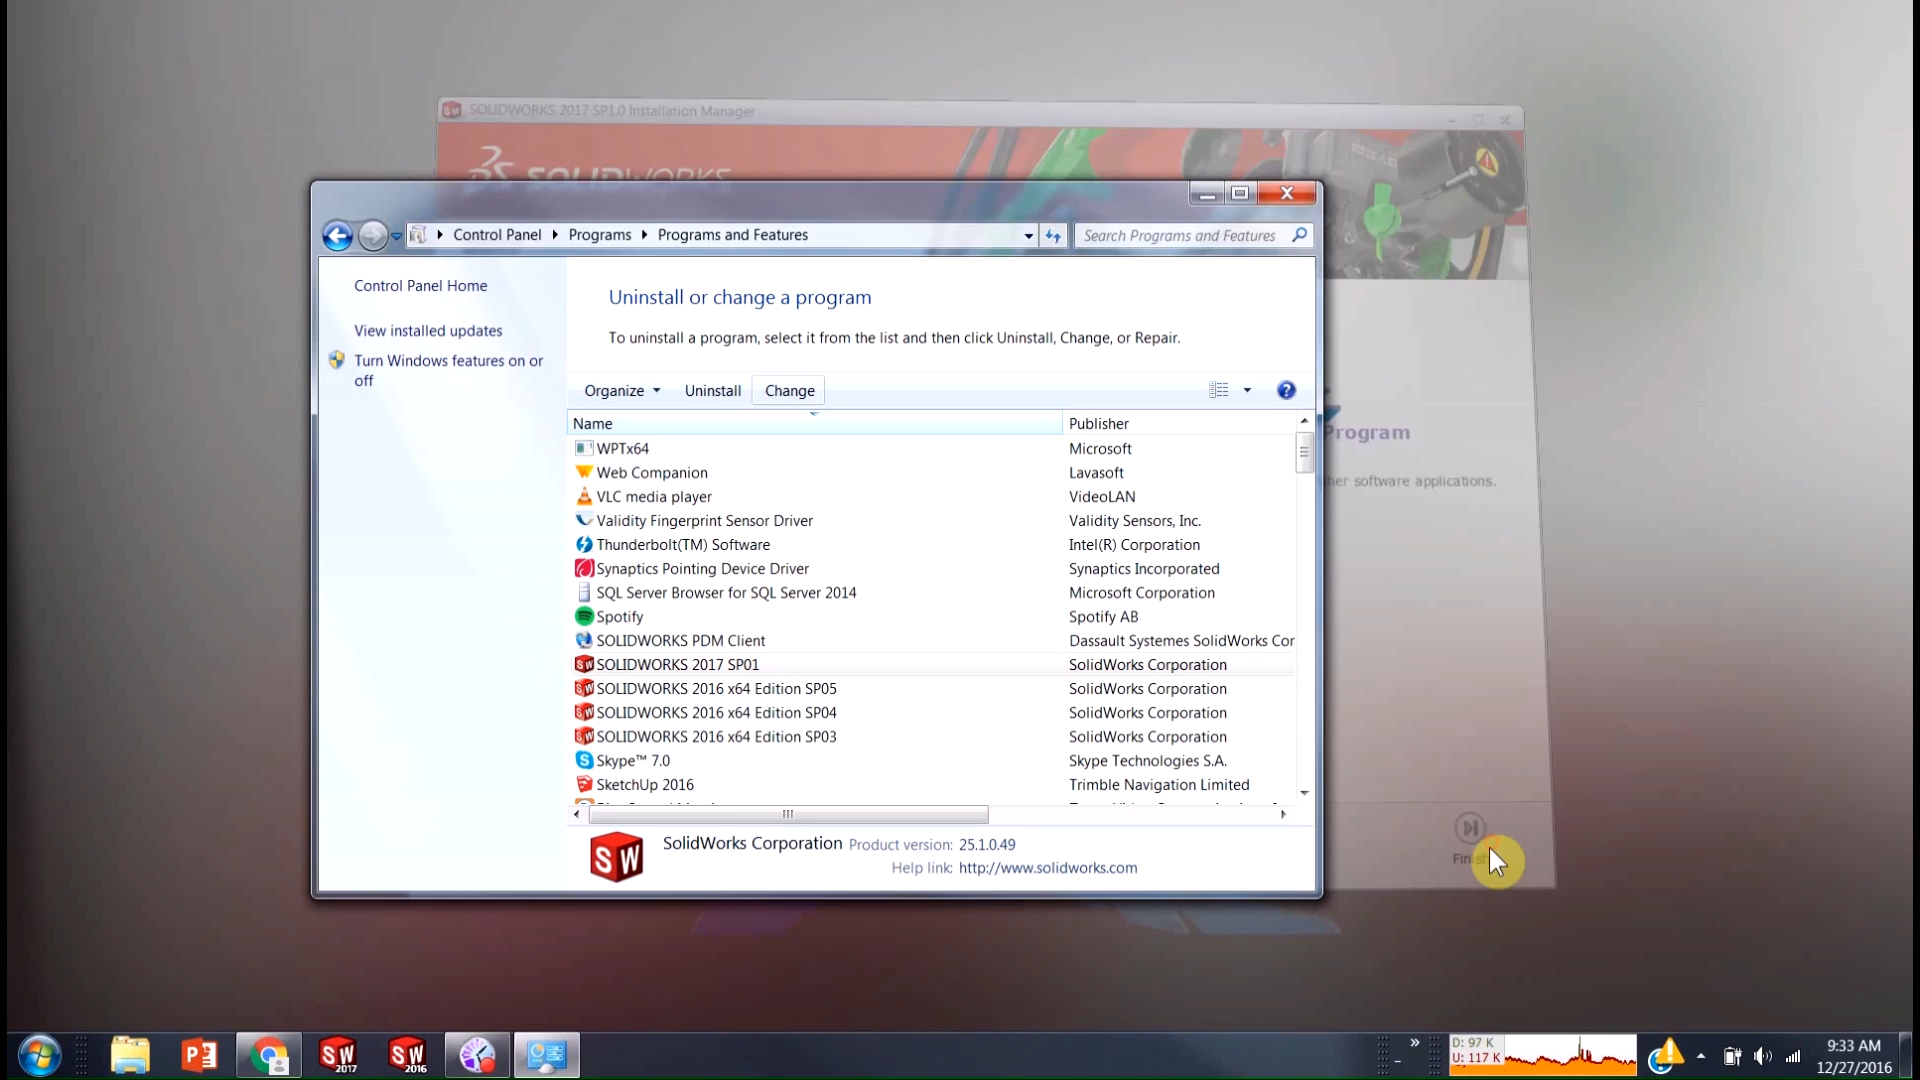 SOLIDWORKS 2017 SP1.0 Installation Manager
SOLIDWORKS
Control Panel
Programs
Programs and Features
Search Programs and Features
Control Panel Home
View installed updates
Turn Windows features on or
off
Uninstall or change a program
To uninstall a program, select it from the list and then click Uninstall, Change, or Repair.
Organize
Uninstall
Change
Name
Publisher
WPTx64
Microsoft
Web Companion
Lavasoft
VLC media player
VideoLAN
Validity Fingerprint Sensor Driver
Validity Sensors, Inc.
Thunderbolt(TM) Software
Intel(R) Corporation
Synaptics Pointing Device Driver
Synaptics Incorporated
SQL Server Browser for SQL Server 2014
Microsoft Corporation
Spotify
Spotify AB
SOLIDWORKS PDM Client
Dassault Systemes SolidWorks Cor
SOLIDWORKS 2017 SP01
SolidWorks Corporation
SOLIDWORKS 2016 x64 Edition SP05
SolidWorks Corporation
SOLIDWORKS 2016 x64 Edition SP04
SolidWorks Corporation
SOLIDWORKS 2016 x64 Edition SP03
SolidWorks Corporation
Skype™ 7.0
Skype Technologies S.A.
SketchUp 2016
Trimble Navigation Limited
SolidWorks Corporation
Product version: 25.1.0.49
Help link: http://www.solidworks.com
Program
software applications.
SW
2017
SW
2016
D: 97 K
U: 117 K
9:33 AM
12/27/2016